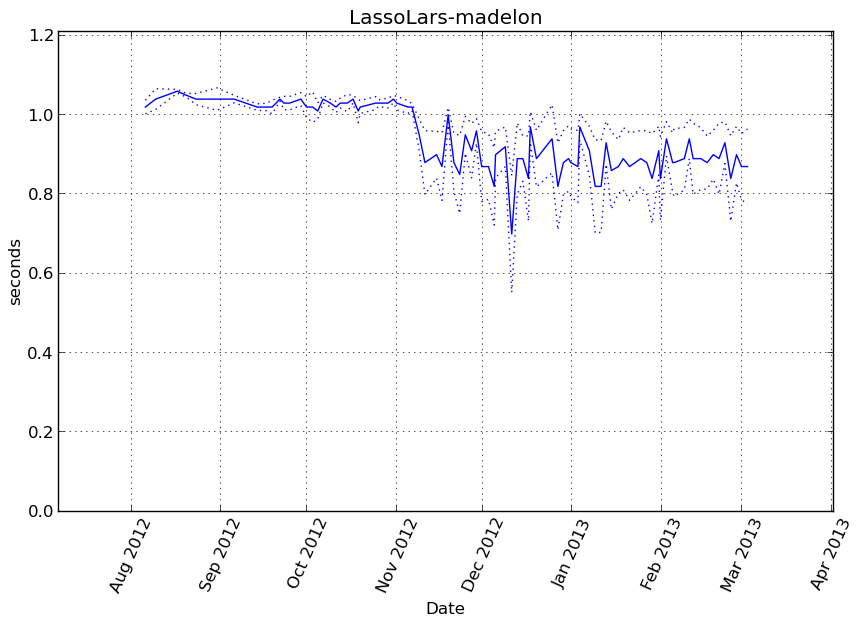 LassoLars-madelon
1.2
1.0
0.8
0.6
0.4
0.2
0.0
seconds
Aug 2012
Sep 2012
Oct 2012
Nov 2012
Dec 2012
Jan 2013
Feb 2013
Mar 2013
Apr 2013
Date